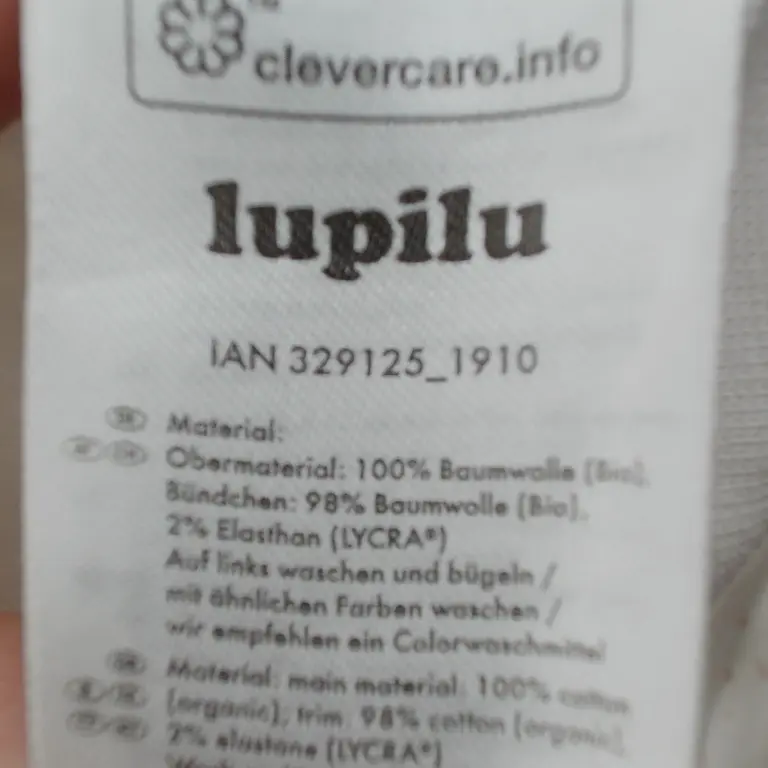 clevercare.info
lupilu
IAN 329125_1910
Material:
Obermaterial: 100% Baumwolle (Bio),
Bündchen: 98% Baumwolle (Bio),
2% Elasthan (LYCRA®)
Auf links waschen und bügeln /
mit ähnlichen Farben waschen /
wir empfehlen ein Colorwaschmittel
Material: main material: 100% cotton
(organic), trim: 98% cotton (organic),
2% elastane (LYCRA®)